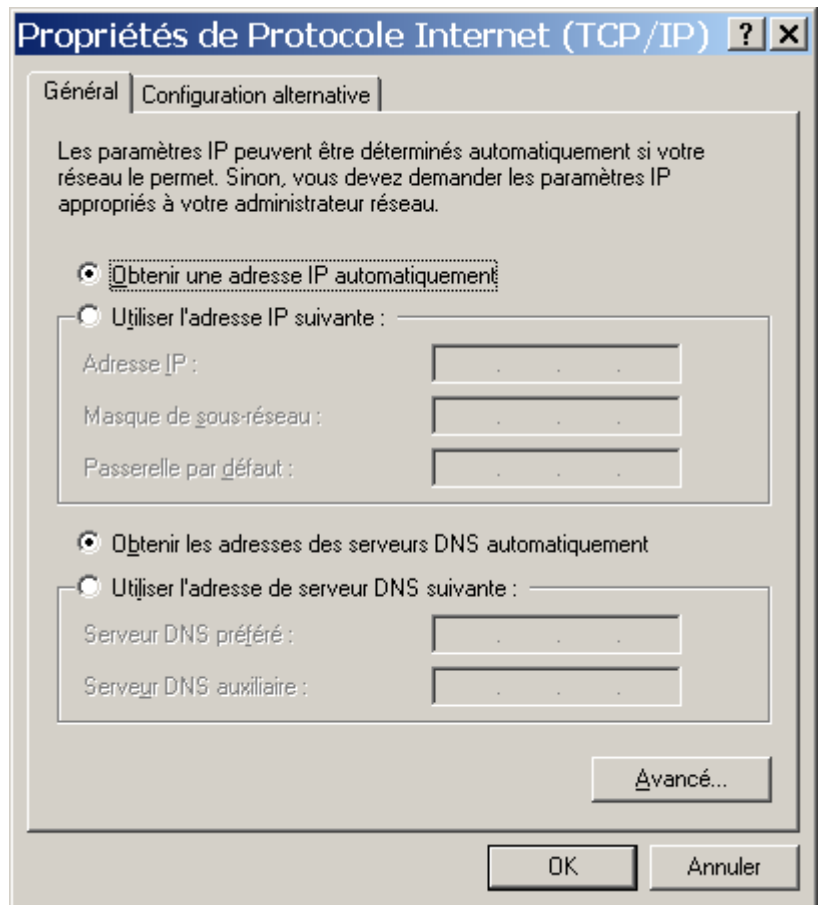 Propriétés de Protocole Internet (TCP/IP)
Général
Configuration alternative
Les paramètres IP peuvent être déterminés automatiquement si votre
réseau le permet. Sinon, vous devez demander les paramètres IP
appropriés à votre administrateur réseau.
Obtenir une adresse IP automatiquement
Utiliser l'adresse IP suivante :
Adresse IP :
Masque de sous-réseau :
Passerelle par défaut :
Obtenir les adresses des serveurs DNS automatiquement
Utiliser l'adresse de serveur DNS suivante :
Serveur DNS préféré :
Serveur DNS auxiliaire :
Avancé...
OK
Annuler